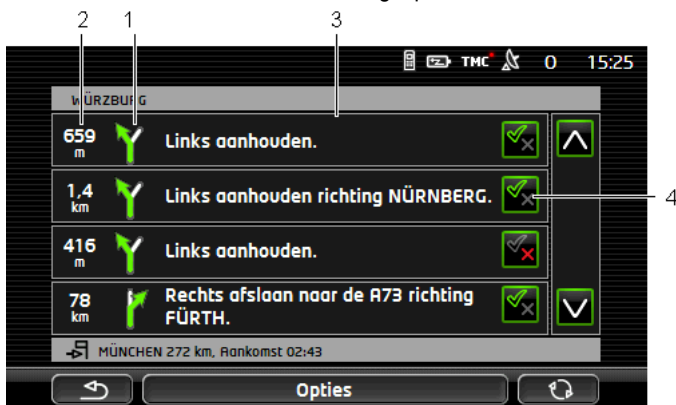 2 1 3
TMC 0 15:25
WÜRZBURG
659 m Links aanhouden.
1,4 km Links aanhouden richting NÜRNBERG.
4
416 m Links aanhouden.
78 km Rechts afslaan naar de A73 richting
FÜRTH.
MÜNCHEN 272 km, Aankomst 02:43
Opties